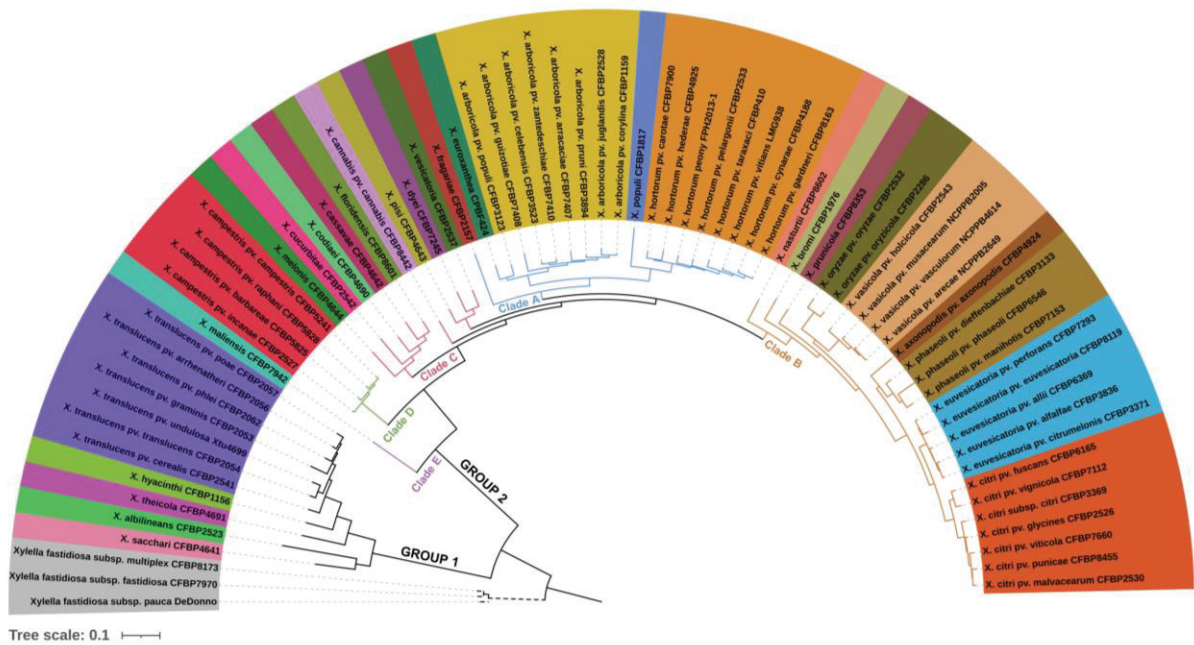 Xylella fastidiosa subsp. pauca DeDonno
Xylella fastidiosa subsp. fastidiosa CFBP7970
Xylella fastidiosa subsp. multiplex CFBP8173
X. sacchari CFBP4641
X. albilineans CFBP2523
X. theicola CFBP4691
X. hyacinthi CFBP1156
X. translucens pv. cerealis CFBP2541
X. translucens pv. translucens CFBP2054
X. translucens pv. undulosa Xtu4699
X. translucens pv. graminis CFBP2053
X. translucens pv. phlei CFBP2062
X. translucens pv. arrhenatheri CFBP2056
X. translucens pv. poae CFBP2057
X. maliensis CFBP7942
X. campestris pv. incanae CFBP2527
X. campestris pv. barbareae CFBP5825
X. campestris pv. raphani CFBP5828
X. campestris pv. campestris CFBP5241
X. melonis CFBP4644
X. cucurbitae CFBP2542
X. codiaei CFBP4690
X. cassavae CFBP4642
X. floridensis CFBP8601
X. cannabis pv. cannabis CFBP8442
X. pisi CFBP4643
X. dyei CFBP7245
X. vesicatoria CFBP2537
X. fragariae CFBP2157
X. euroxanthea CPBF424
X. arboricola pv. populi CFBP3123
X. arboricola pv. guizotiae CFBP7408
X. arboricola pv. celebensis CFBP3523
X. arboricola pv. zantedeschiae CFBP7410
X. arboricola pv. arracaciae CFBP7407
X. arboricola pv. pruni CFBP3894
X. arboricola pv. juglandis CFBP2528
X. arboricola pv. corylina CFBP1159
X. populi CFBP1817
X. hortorum pv. carotae CFBP7900
X. hortorum pv. hederae CFBP4925
X. hortorum peony FPH2013-1
X. hortorum pv. pelargonii CFBP2533
X. hortorum pv. taraxaci CFBP410
X. hortorum pv. vitians LMG938
X. hortorum pv. cynarae CFBP4188
X. hortorum pv. gardneri CFBP8163
X. nasturtii CFBP8602
X. bromi CFBP1976
X. prunicola CFBP8353
X. oryzae pv. oryzae CFBP2532
X. oryzae pv. oryzicola CFBP2286
X. vasicola pv. holcicola CFBP2543
X. vasicola pv. musacearum NCPPB2005
X. vasicola pv. vasculorum NCPPB4614
X. vasicola pv. arecae NCPPB2649
X. axonopodis pv. axonopodis CFBP4924
X. phaseoli pv. dieffenbachiae CFBP3133
X. phaseoli pv. phaseoli CFBP6546
X. phaseoli pv. manihotis CFBP7153
X. euvesicatoria pv. perforans CFBP7293
X. euvesicatoria pv. euvesicatoria CFBP6119
X. euvesicatoria pv. allii CFBP6369
X. euvesicatoria pv. alfalfae CFBP3836
X. euvesicatoria pv. citrumelonis CFBP3371
X. citri pv. fuscans CFBP6165
X. citri pv. vignicola CFBP7112
X. citri subsp. citri CFBP3369
X. citri pv. glycines CFBP2526
X. citri pv. viticola CFBP7660
X. citri pv. punicae CFBP8455
X. citri pv. malvacearum CFBP2530
Clade A
Clade B
Clade C
Clade D
Clade E
GROUP 2
GROUP 1
Tree scale: 0.1